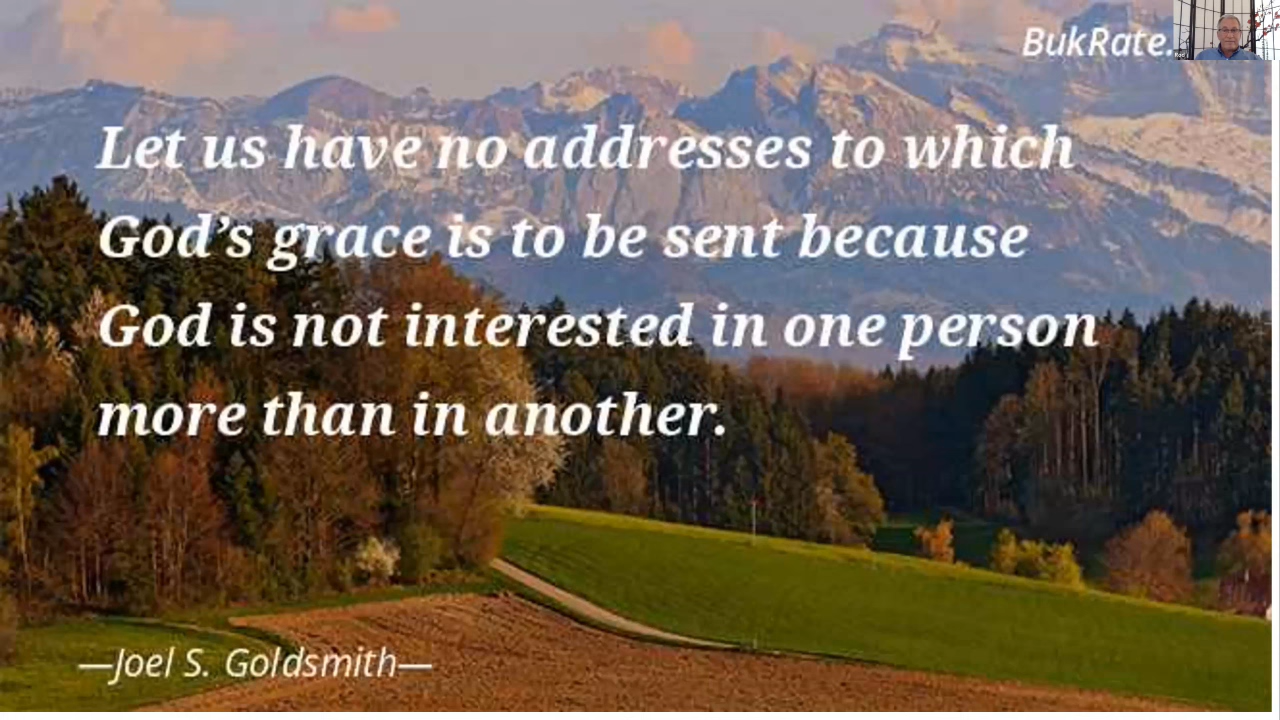 BukRate.
Let us have no addresses to which
God’s grace is to be sent because
God is not interested in one person
more than in another.
—Joel S. Goldsmith—